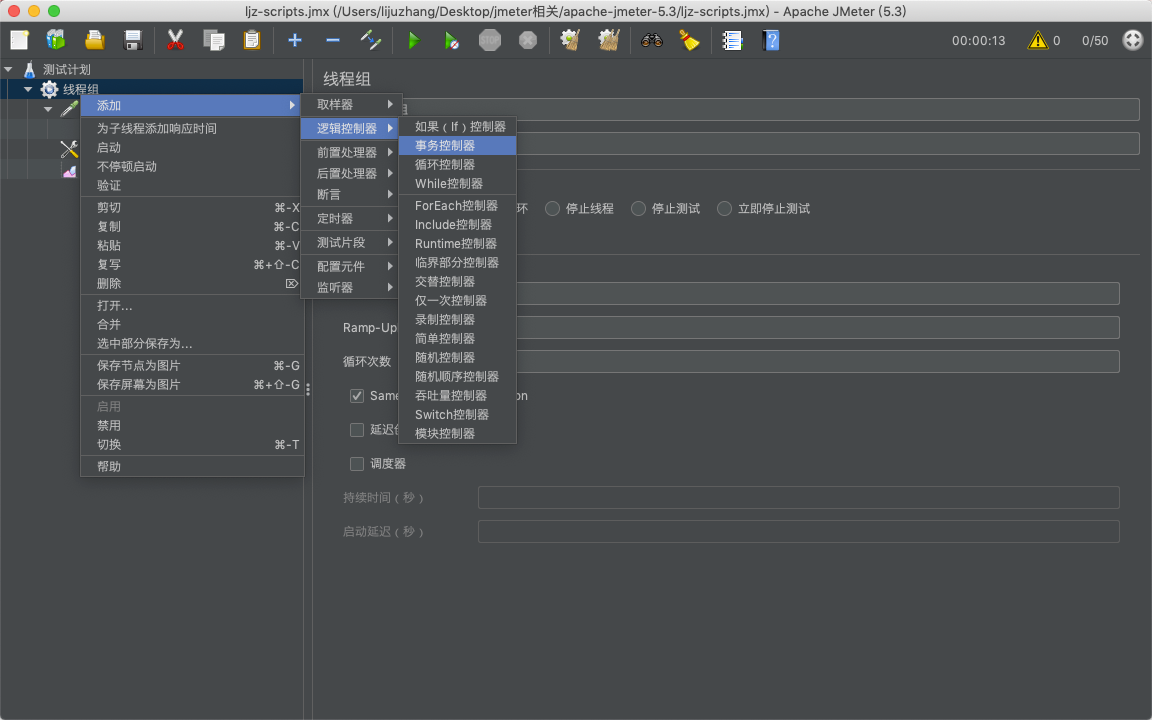 ljz-scripts.jmx (/Users/lijuzhang/Desktop/jmeter相关/apache-jmeter-5.3/ljz-scripts.jmx) - Apache JMeter (5.3)
STOP
00:00:13
0
0/50
测试计划
线程组
添加
为子线程添加响应时间
启动
不停顿启动
验证
剪切 ⌘-X
复制 ⌘-C
粘贴 ⌘-V
复写 ⌘+⇧-C
删除 ⌦
打开...
合并
选中部分保存为...
保存节点为图片 ⌘-G
保存屏幕为图片 ⌘+⇧-G
启用
禁用
切换 ⌘-T
帮助
取样器
逻辑控制器
前置处理器
后置处理器
断言
定时器
测试片段
配置元件
监听器
如果（If）控制器
事务控制器
循环控制器
While控制器
ForEach控制器
Include控制器
Runtime控制器
临界部分控制器
交替控制器
仅一次控制器
录制控制器
简单控制器
随机控制器
随机顺序控制器
吞吐量控制器
Switch控制器
模块控制器
线程组
组
环 停止线程 停止测试 立即停止测试
Ramp-Up
循环次数
Same on
延迟
调度器
持续时间（秒）
启动延迟（秒）